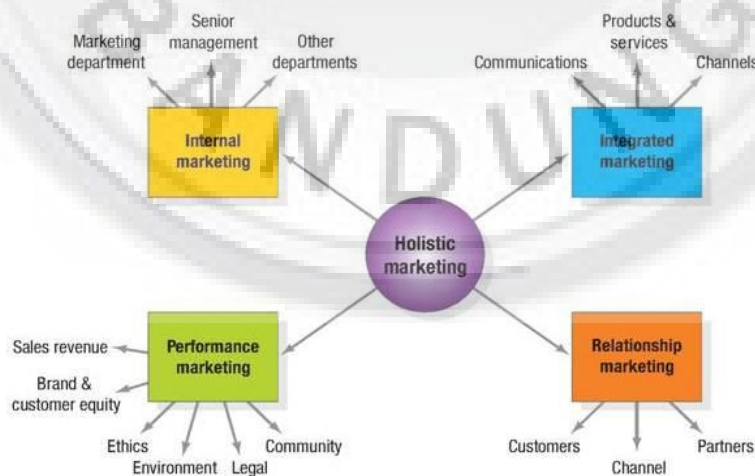 Senior
management
Marketing
department
Other
departments
Internal
marketing
Products &
services
Communications
Channels
Integrated
marketing
Holistic
marketing
Performance
marketing
Sales revenue
Brand &
customer equity
Ethics
Environment
Legal
Community
Relationship
marketing
Customers
Channel
Partners
ANDUNG